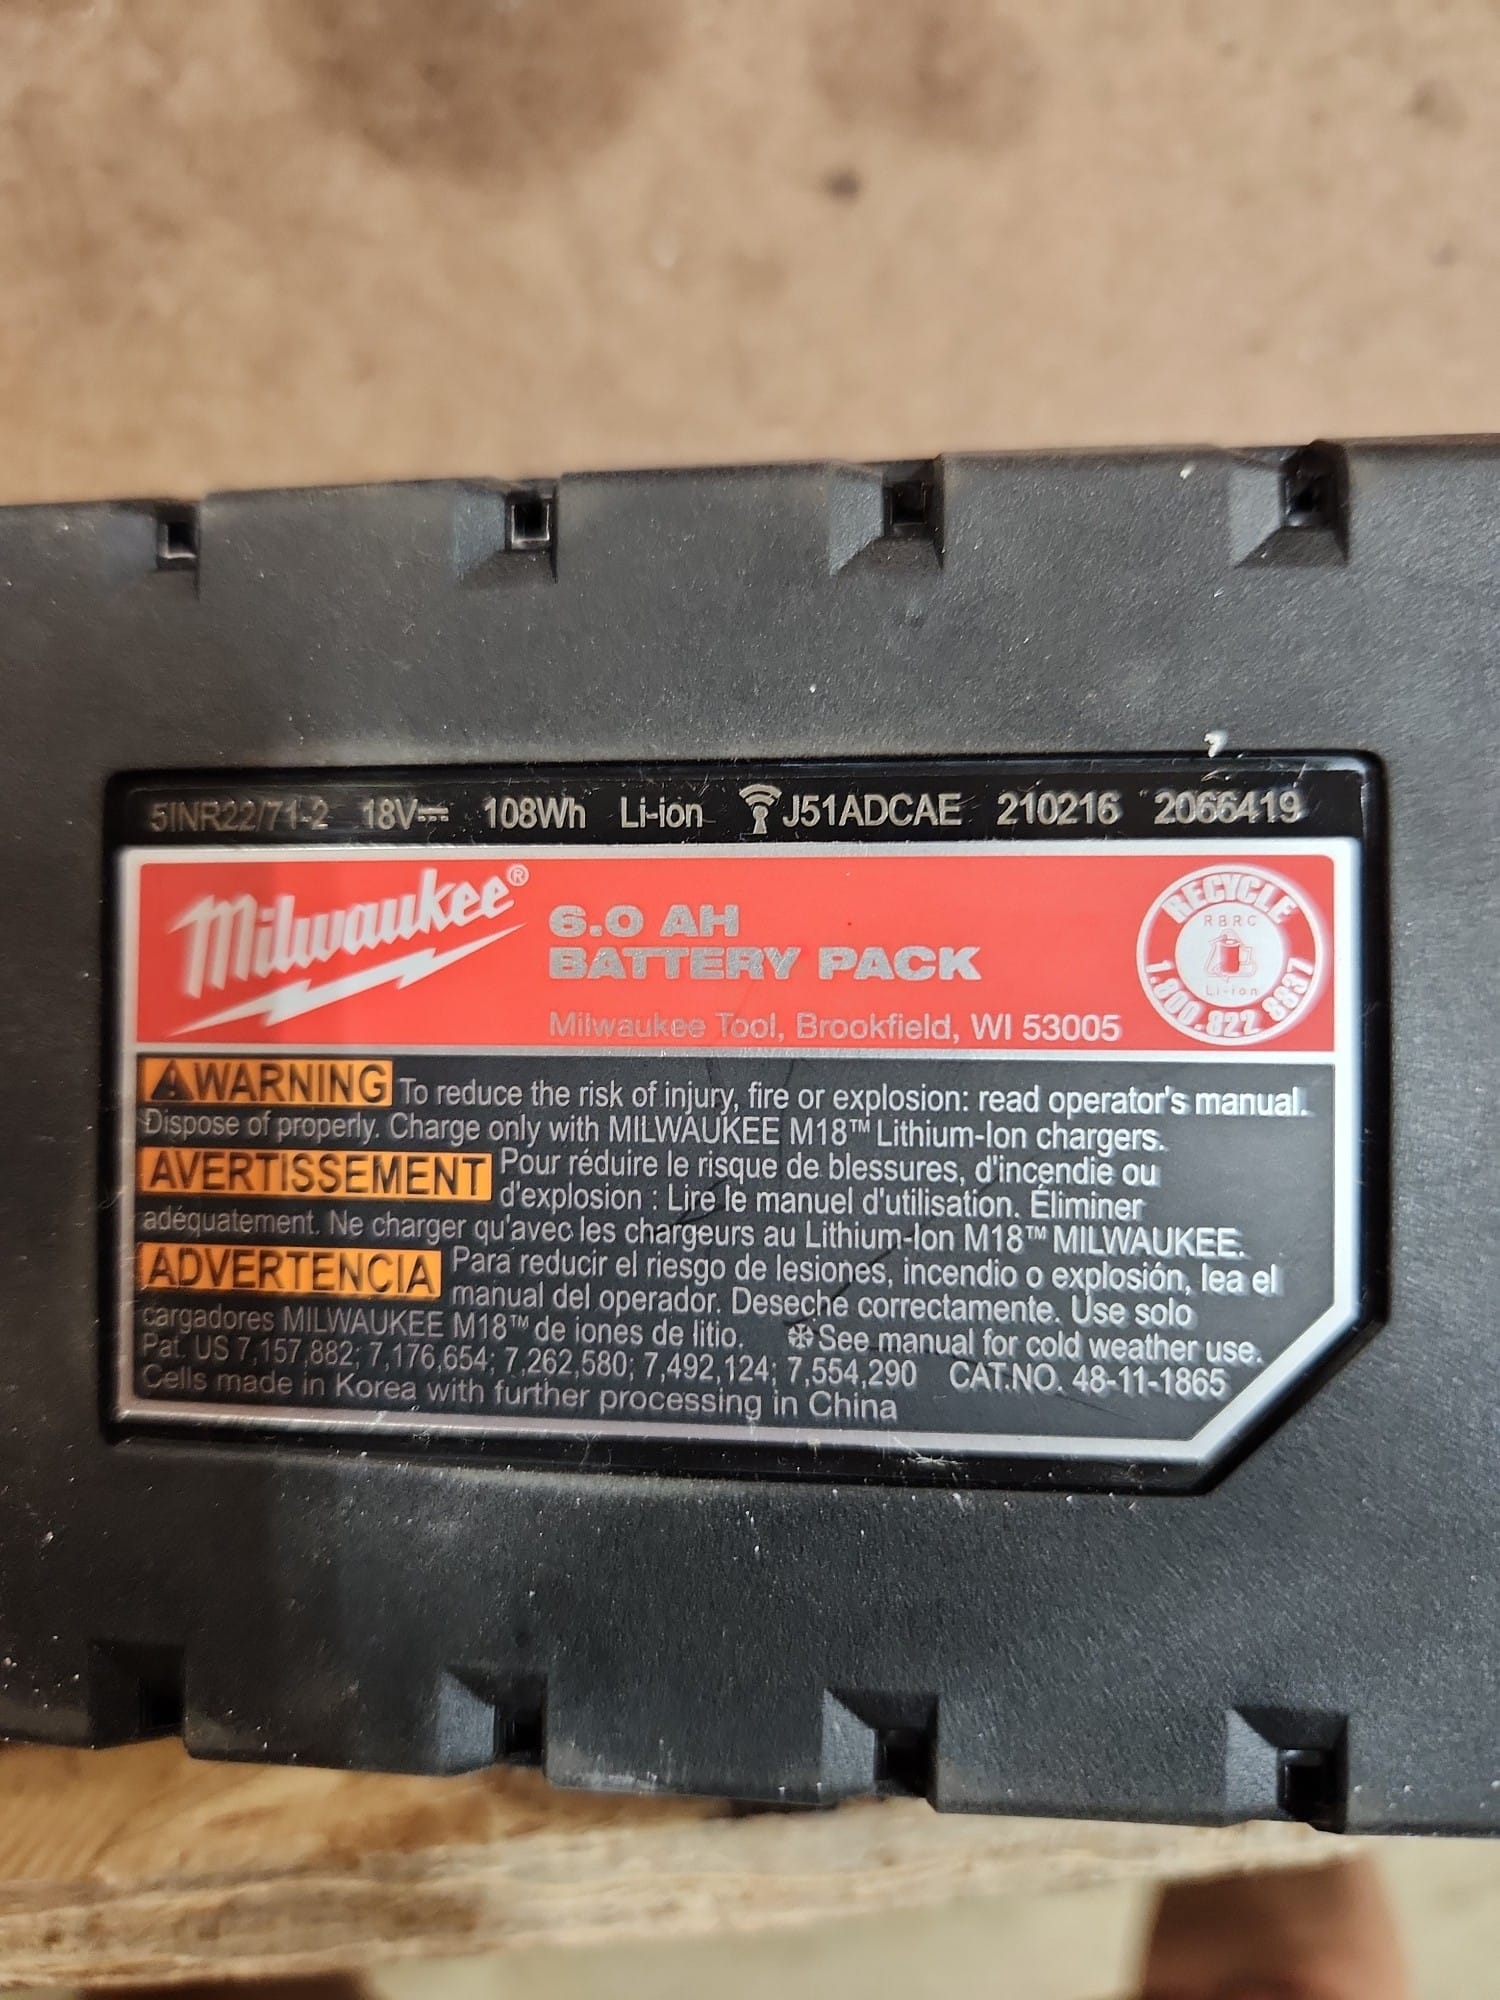 5INR22/71-2 18V 108Wh Li-ion J51ADCAE 210216 2066419
Milwaukee®
6.0 AH
BATTERY PACK
Milwaukee Tool, Brookfield, WI 53005
RECYCLE
RBRC
Li-ion
1.800.822 8837
WARNING To reduce the risk of injury, fire or explosion: read operator's manual.
Dispose of properly. Charge only with MILWAUKEE M18™ Lithium-Ion chargers.
AVERTISSEMENT Pour réduire le risque de blessures, d'incendie ou
d'explosion : Lire le manuel d'utilisation. Éliminer
adéquatement. Ne charger qu'avec les chargeurs au Lithium-Ion M18™ MILWAUKEE.
ADVERTENCIA Para reducir el riesgo de lesiones, incendio o explosión, lea el
manual del operador. Deseche correctamente. Use solo
cargadores MILWAUKEE M18™ de iones de litio. ❄See manual for cold weather use.
Pat. US 7,157,882; 7,176,654; 7,262,580; 7,492,124; 7,554,290 CAT.NO. 48-11-1865
Cells made in Korea with further processing in China